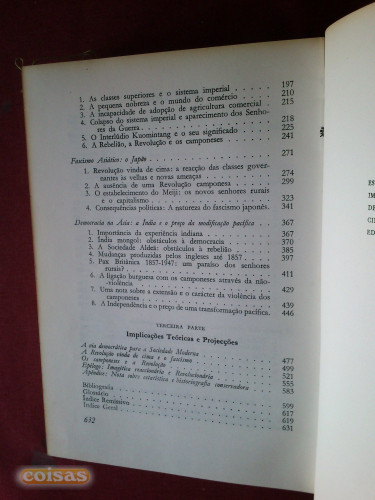 1. As classes superiores e o sistema imperial . . . . 197
2. A pequena nobreza e o mundo do comércio . . . 210
3. A incapacidade de adopção de agricultura comercial . 215
4. Colapso do sistema imperial e aparecimento dos Senho-
res da Guerra . . . . . . . . . 218
5. O Interlúdio Kuomintang e o seu significado . . . . 225
6. A Rebelião, a Revolução e os camponeses . . . . 241
Fascismo Asiático: o Japão . . . . . . . . 271
1. Revolução vinda de cima: a reacção das classes gover-
nantes às velhas e novas ameaças . . . . . . 274
2. A ausência de uma Revolução camponesa . . . . 299
3. O estabelecimento do Meiji: os novos senhores rurais
e o capitalismo . . . . . . . . . 323
4. Consequências políticas: A natureza do fascismo japonês. 341
Democracia na Ásia: a Índia e o preço da modificação pacífica . 367
1. Importância da experiência indiana . . . . . 367
2. Índia mongol: obstáculos à democracia . . . . 370
3. A Sociedade Aldeã: obstáculos à rebelião . . . . 385
4. Mudanças produzidas pelos ingleses até 1857 . . . 397
5. Pax Britânica 1857-1947: um paraíso dos senhores
rurais? . . . . . . . . . 411
6. A ligação burguesa com os camponeses através da não-
-violência . . . . . . . . . 429
7. Uma nota sobre a extensão e o carácter da violência dos
camponeses . . . . . . . . . 439
8. A Independência e o preço de uma transformação pacífica. 446
TERCEIRA PARTE
Implicações Teóricas e Projecções
A via democrática para a Sociedade Moderna . . . . 477
A Revolução vinda de cima e o fascismo . . . . . 499
Os camponeses e a Revolução . . . . . . . 521
Epílogo: Imagética reaccionária e Revolucionária . . . 555
Apêndice: Nota sobre estatística e historiografia conservadora 583
Bibliografia . . . . . . . . . 599
Glossário . . . . . . . . . 617
Índice Remissivo . . . . . . . . 619
Índice Geral . . . . . . . . . 631
632
coisas